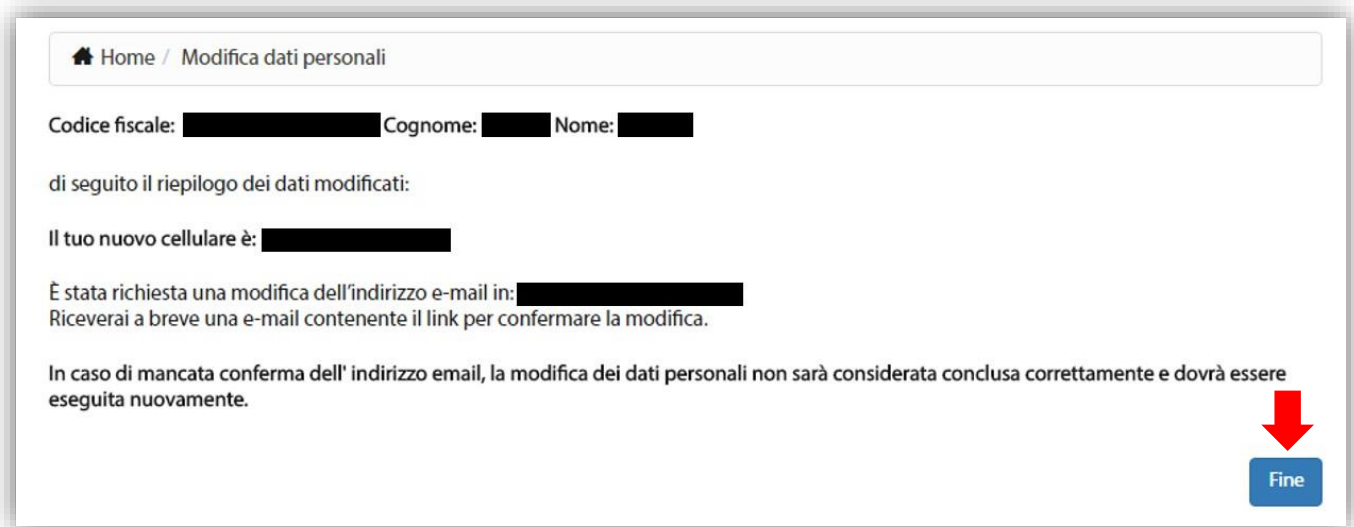 Home / Modifica dati personali
Codice fiscale: Cognome: Nome:
di seguito il riepilogo dei dati modificati:
Il tuo nuovo cellulare è:
È stata richiesta una modifica dell'indirizzo e-mail in:
Riceverai a breve una e-mail contenente il link per confermare la modifica.
In caso di mancata conferma dell' indirizzo email, la modifica dei dati personali non sarà considerata conclusa correttamente e dovrà essere
eseguita nuovamente.
Fine